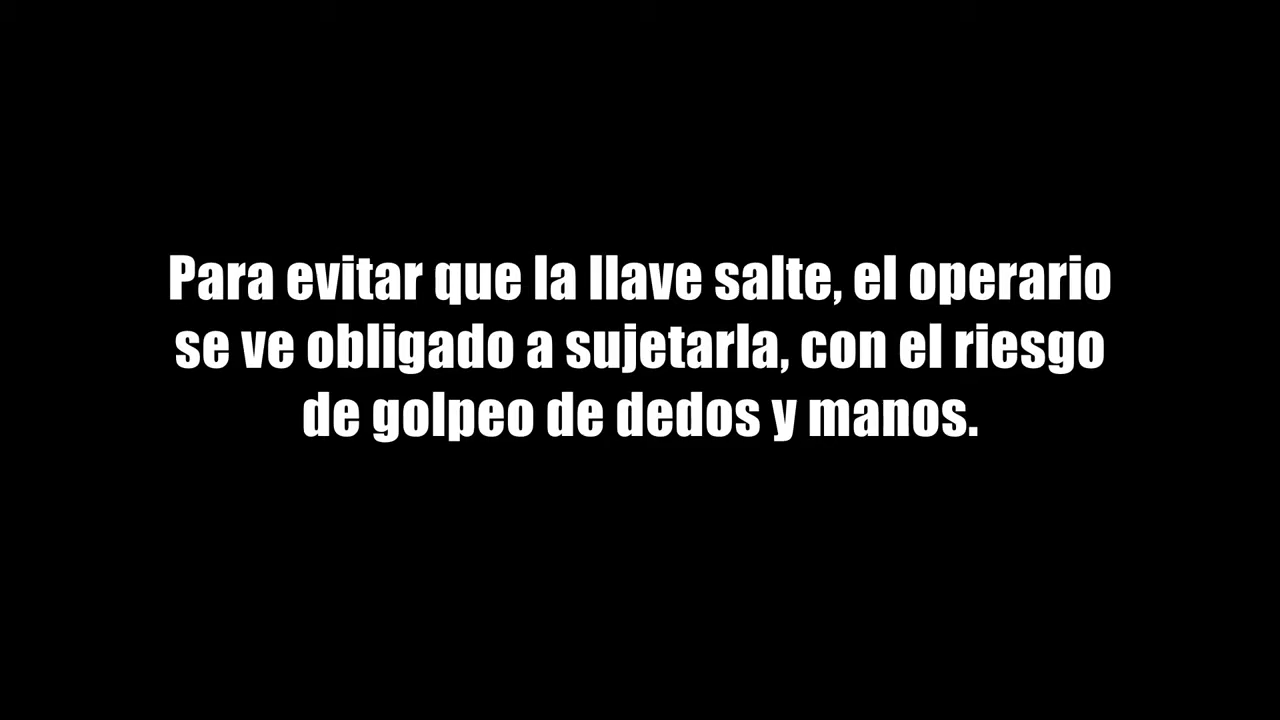 Para evitar que la llave salte, el operario
se ve obligado a sujetarla, con el riesgo
de golpeo de dedos y manos.